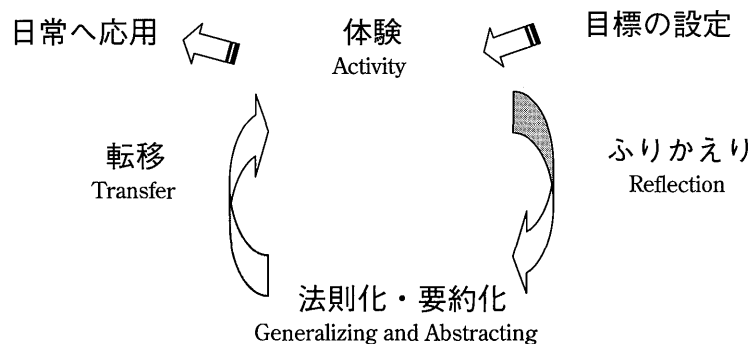 日常へ応用
体験
Activity
目標の設定
転移
Transfer
ふりかえり
Reflection
法則化・要約化
Generalizing and Abstracting